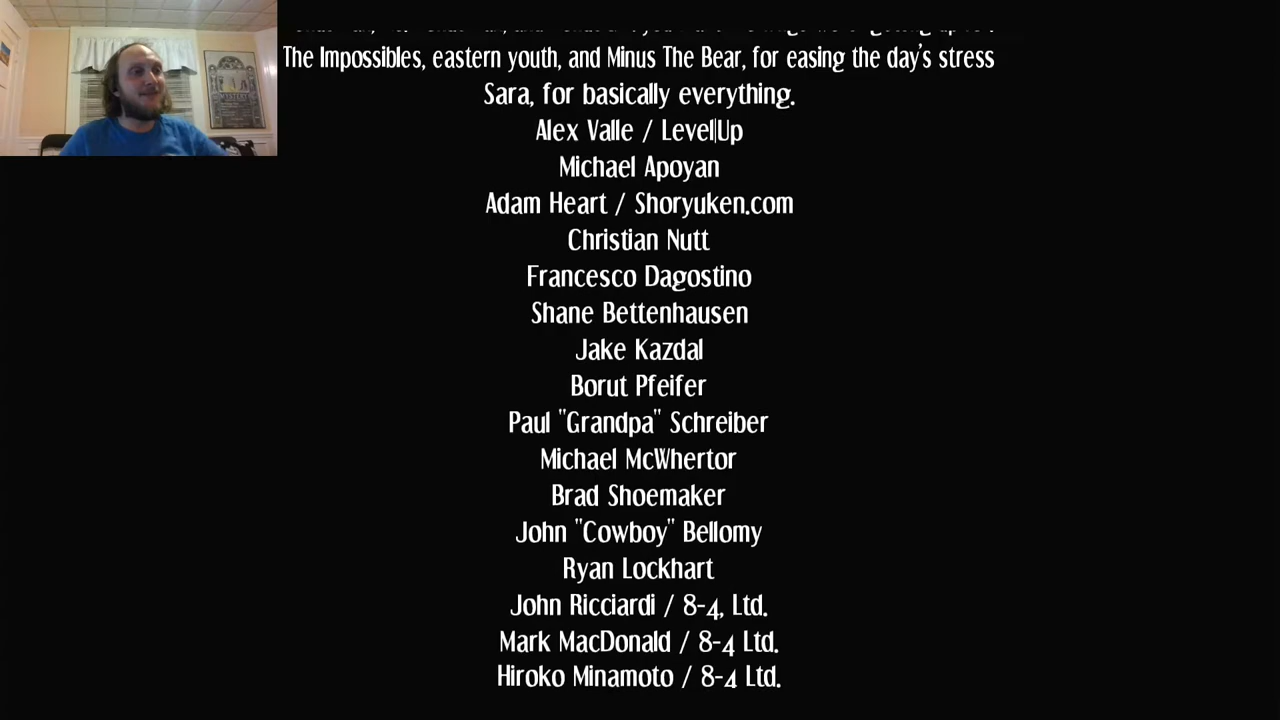 The Impossibles, eastern youth, and Minus The Bear, for easing the day's stress
Sara, for basically everything.
Alex Valle / Level|Up
Michael Apoyan
Adam Heart / Shoryuken.com
Christian Nutt
Francesco Dagostino
Shane Bettenhausen
Jake Kazdal
Borut Pfeifer
Paul "Grandpa" Schreiber
Michael McWhertor
Brad Shoemaker
John "Cowboy" Bellomy
Ryan Lockhart
John Ricciardi / 8-4, Ltd.
Mark MacDonald / 8-4 Ltd.
Hiroko Minamoto / 8-4 Ltd.